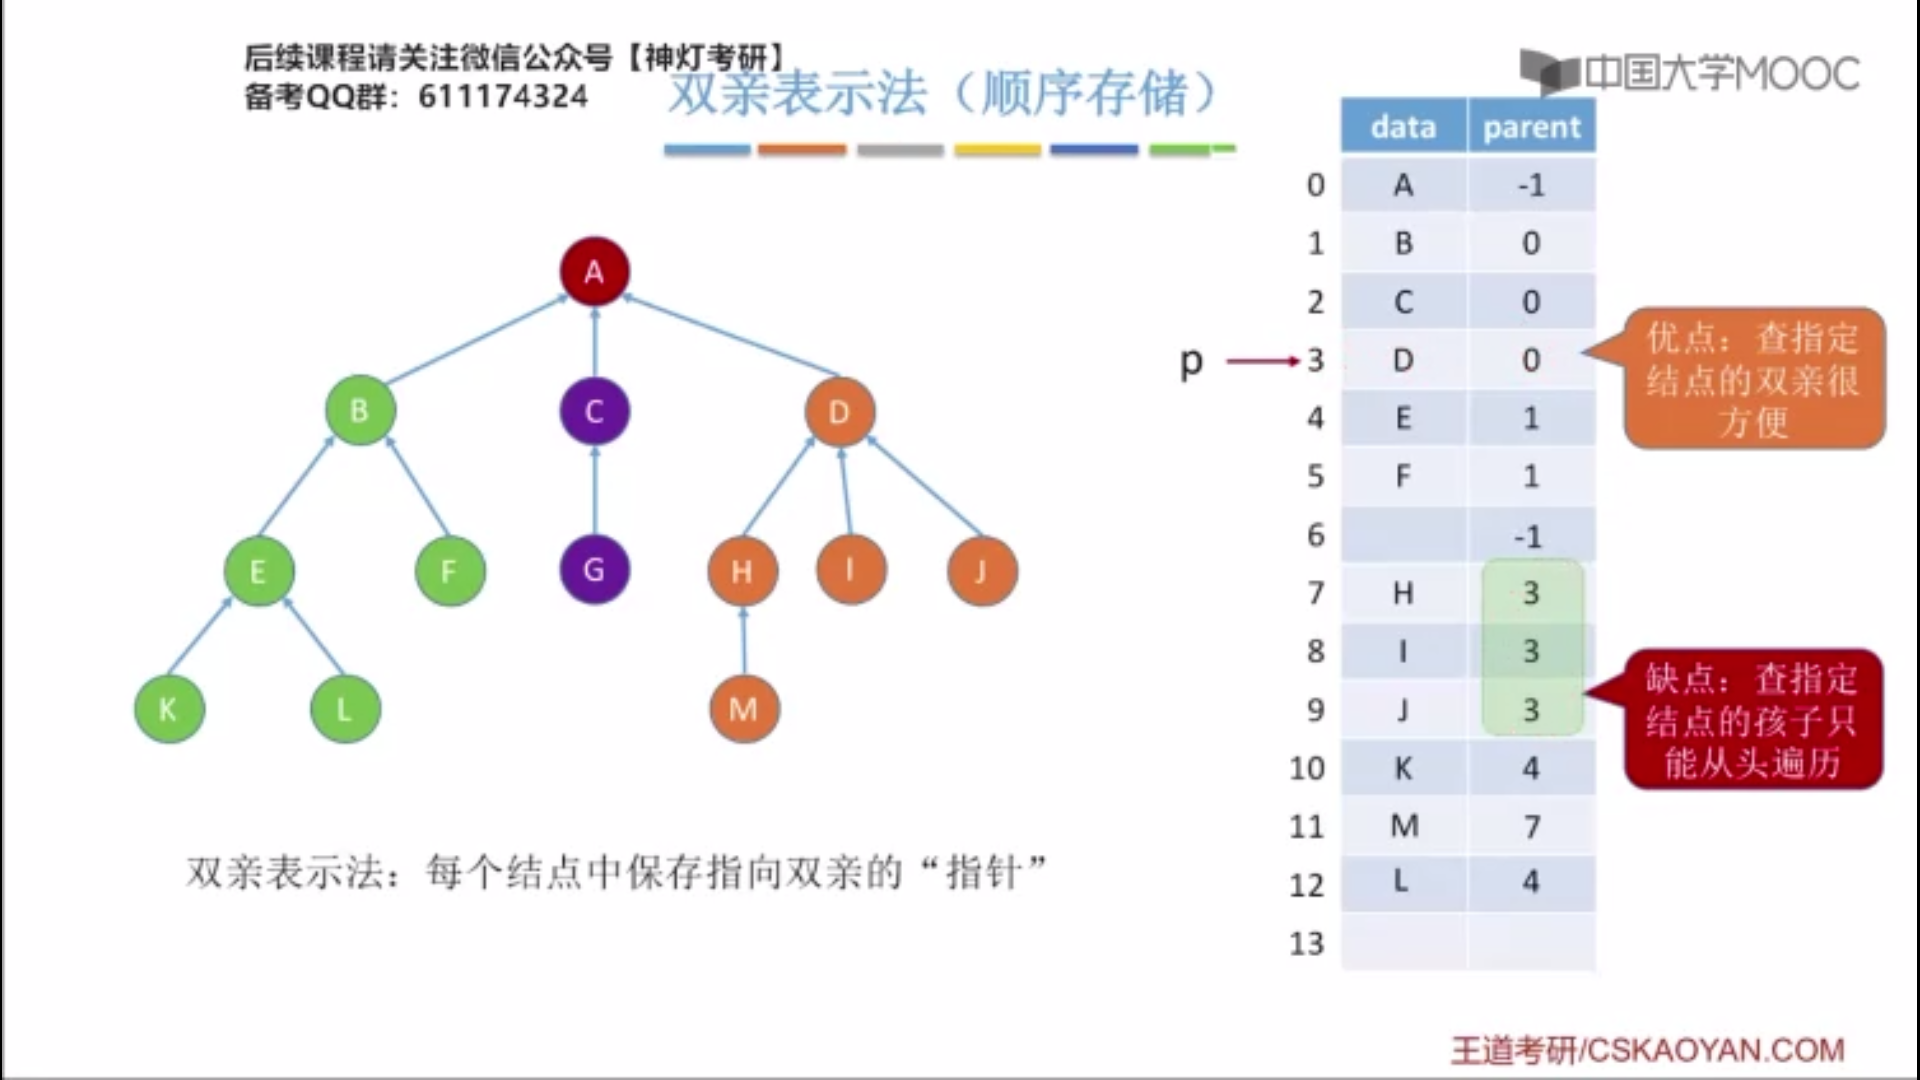 后续课程请关注微信公众号【神灯考研】
备考QQ群：611174324
双亲表示法（顺序存储）
中国大学MOOC
data parent
0 A -1
1 B 0
2 C 0
p 3 D 0
4 E 1
5 F 1
6 -1
7 H 3
8 I 3
9 J 3
10 K 4
11 M 7
12 L 4
13
优点：查指定
结点的双亲很
方便
缺点：查指定
结点的孩子只
能从头遍历
A
B C D
E F G H I J
K L M
双亲表示法：每个结点中保存指向双亲的“指针”
王道考研/CSKAOYAN.COM